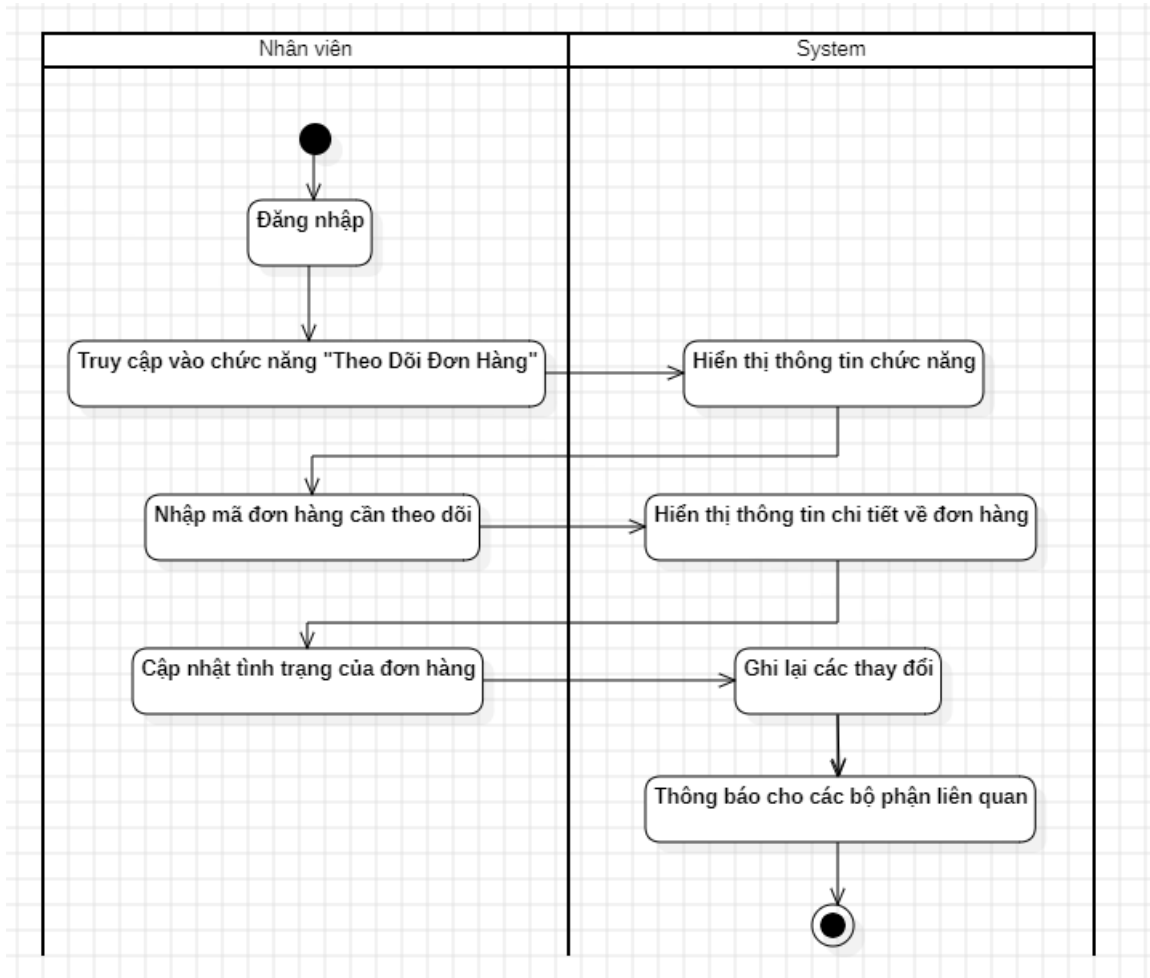 Nhân viên
System
Đăng nhập
Truy cập vào chức năng "Theo Dõi Đơn Hàng"
Hiển thị thông tin chức năng
Nhập mã đơn hàng cần theo dõi
Hiển thị thông tin chi tiết về đơn hàng
Cập nhật tình trạng của đơn hàng
Ghi lại các thay đổi
Thông báo cho các bộ phận liên quan